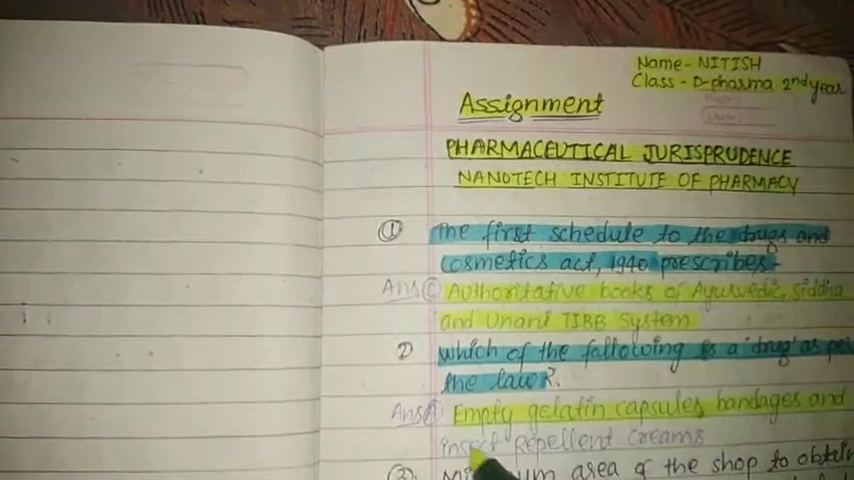 Name- NITISH
Class - D-phasma 2nd year
Assignment
PHARMACEUTICAL JURISPRUDENCE
NANOTECH INSTITUTE OF PHARMACY
① The first schedule to the drugs and
cosmetics act, 1940 prescribes-
Ans Ⓒ Authoritative books of Ayurvedic, Siddha
and Unani TIBB System
2 which of the following is a 'drug' as per
the law?
Ans Ⓐ Empty gelatin capsules, bandages and
insect Repellent Creams
③ area of the shop to obtain